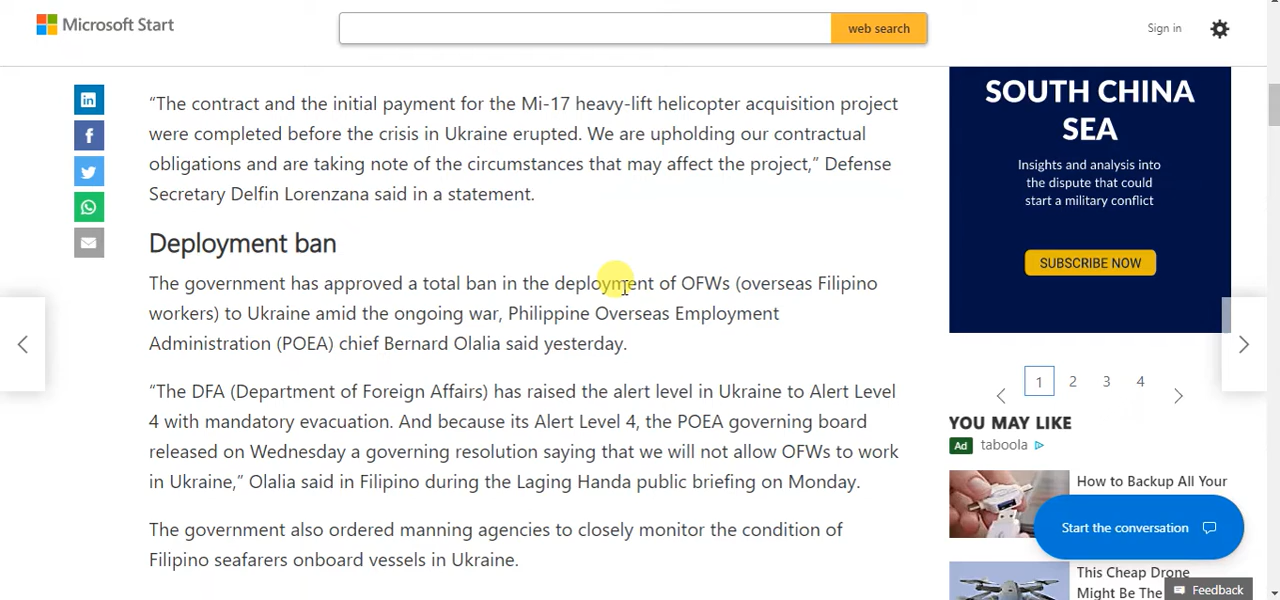 Microsoft Start
web search
Sign in
“The contract and the initial payment for the Mi-17 heavy-lift helicopter acquisition project
were completed before the crisis in Ukraine erupted. We are upholding our contractual
obligations and are taking note of the circumstances that may affect the project,” Defense
Secretary Delfin Lorenzana said in a statement.
Deployment ban
The government has approved a total ban in the deployment of OFWs (overseas Filipino
workers) to Ukraine amid the ongoing war, Philippine Overseas Employment
Administration (POEA) chief Bernard Olalia said yesterday.
“The DFA (Department of Foreign Affairs) has raised the alert level in Ukraine to Alert Level
4 with mandatory evacuation. And because its Alert Level 4, the POEA governing board
released on Wednesday a governing resolution saying that we will not allow OFWs to work
in Ukraine,” Olalia said in Filipino during the Laging Handa public briefing on Monday.
The government also ordered manning agencies to closely monitor the condition of
Filipino seafarers onboard vessels in Ukraine.
SOUTH CHINA
SEA
Insights and analysis into
the dispute that could
start a military conflict
SUBSCRIBE NOW
1 2 3 4
YOU MAY LIKE
Ad taboola
How to Backup All Your
Start the conversation
This Cheap Drone
Might Be The
Feedback